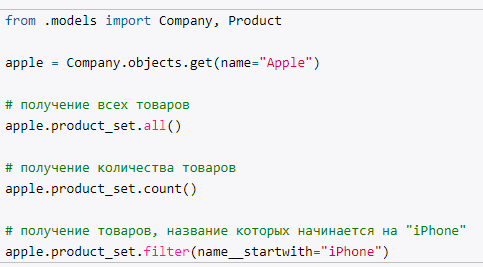 from .models import Company, Product
apple = Company.objects.get(name="Apple")
# получение всех товаров
apple.product_set.all()
# получение количества товаров
apple.product_set.count()
# получение товаров, название которых начинается на "iPhone"
apple.product_set.filter(name__startwith="iPhone")